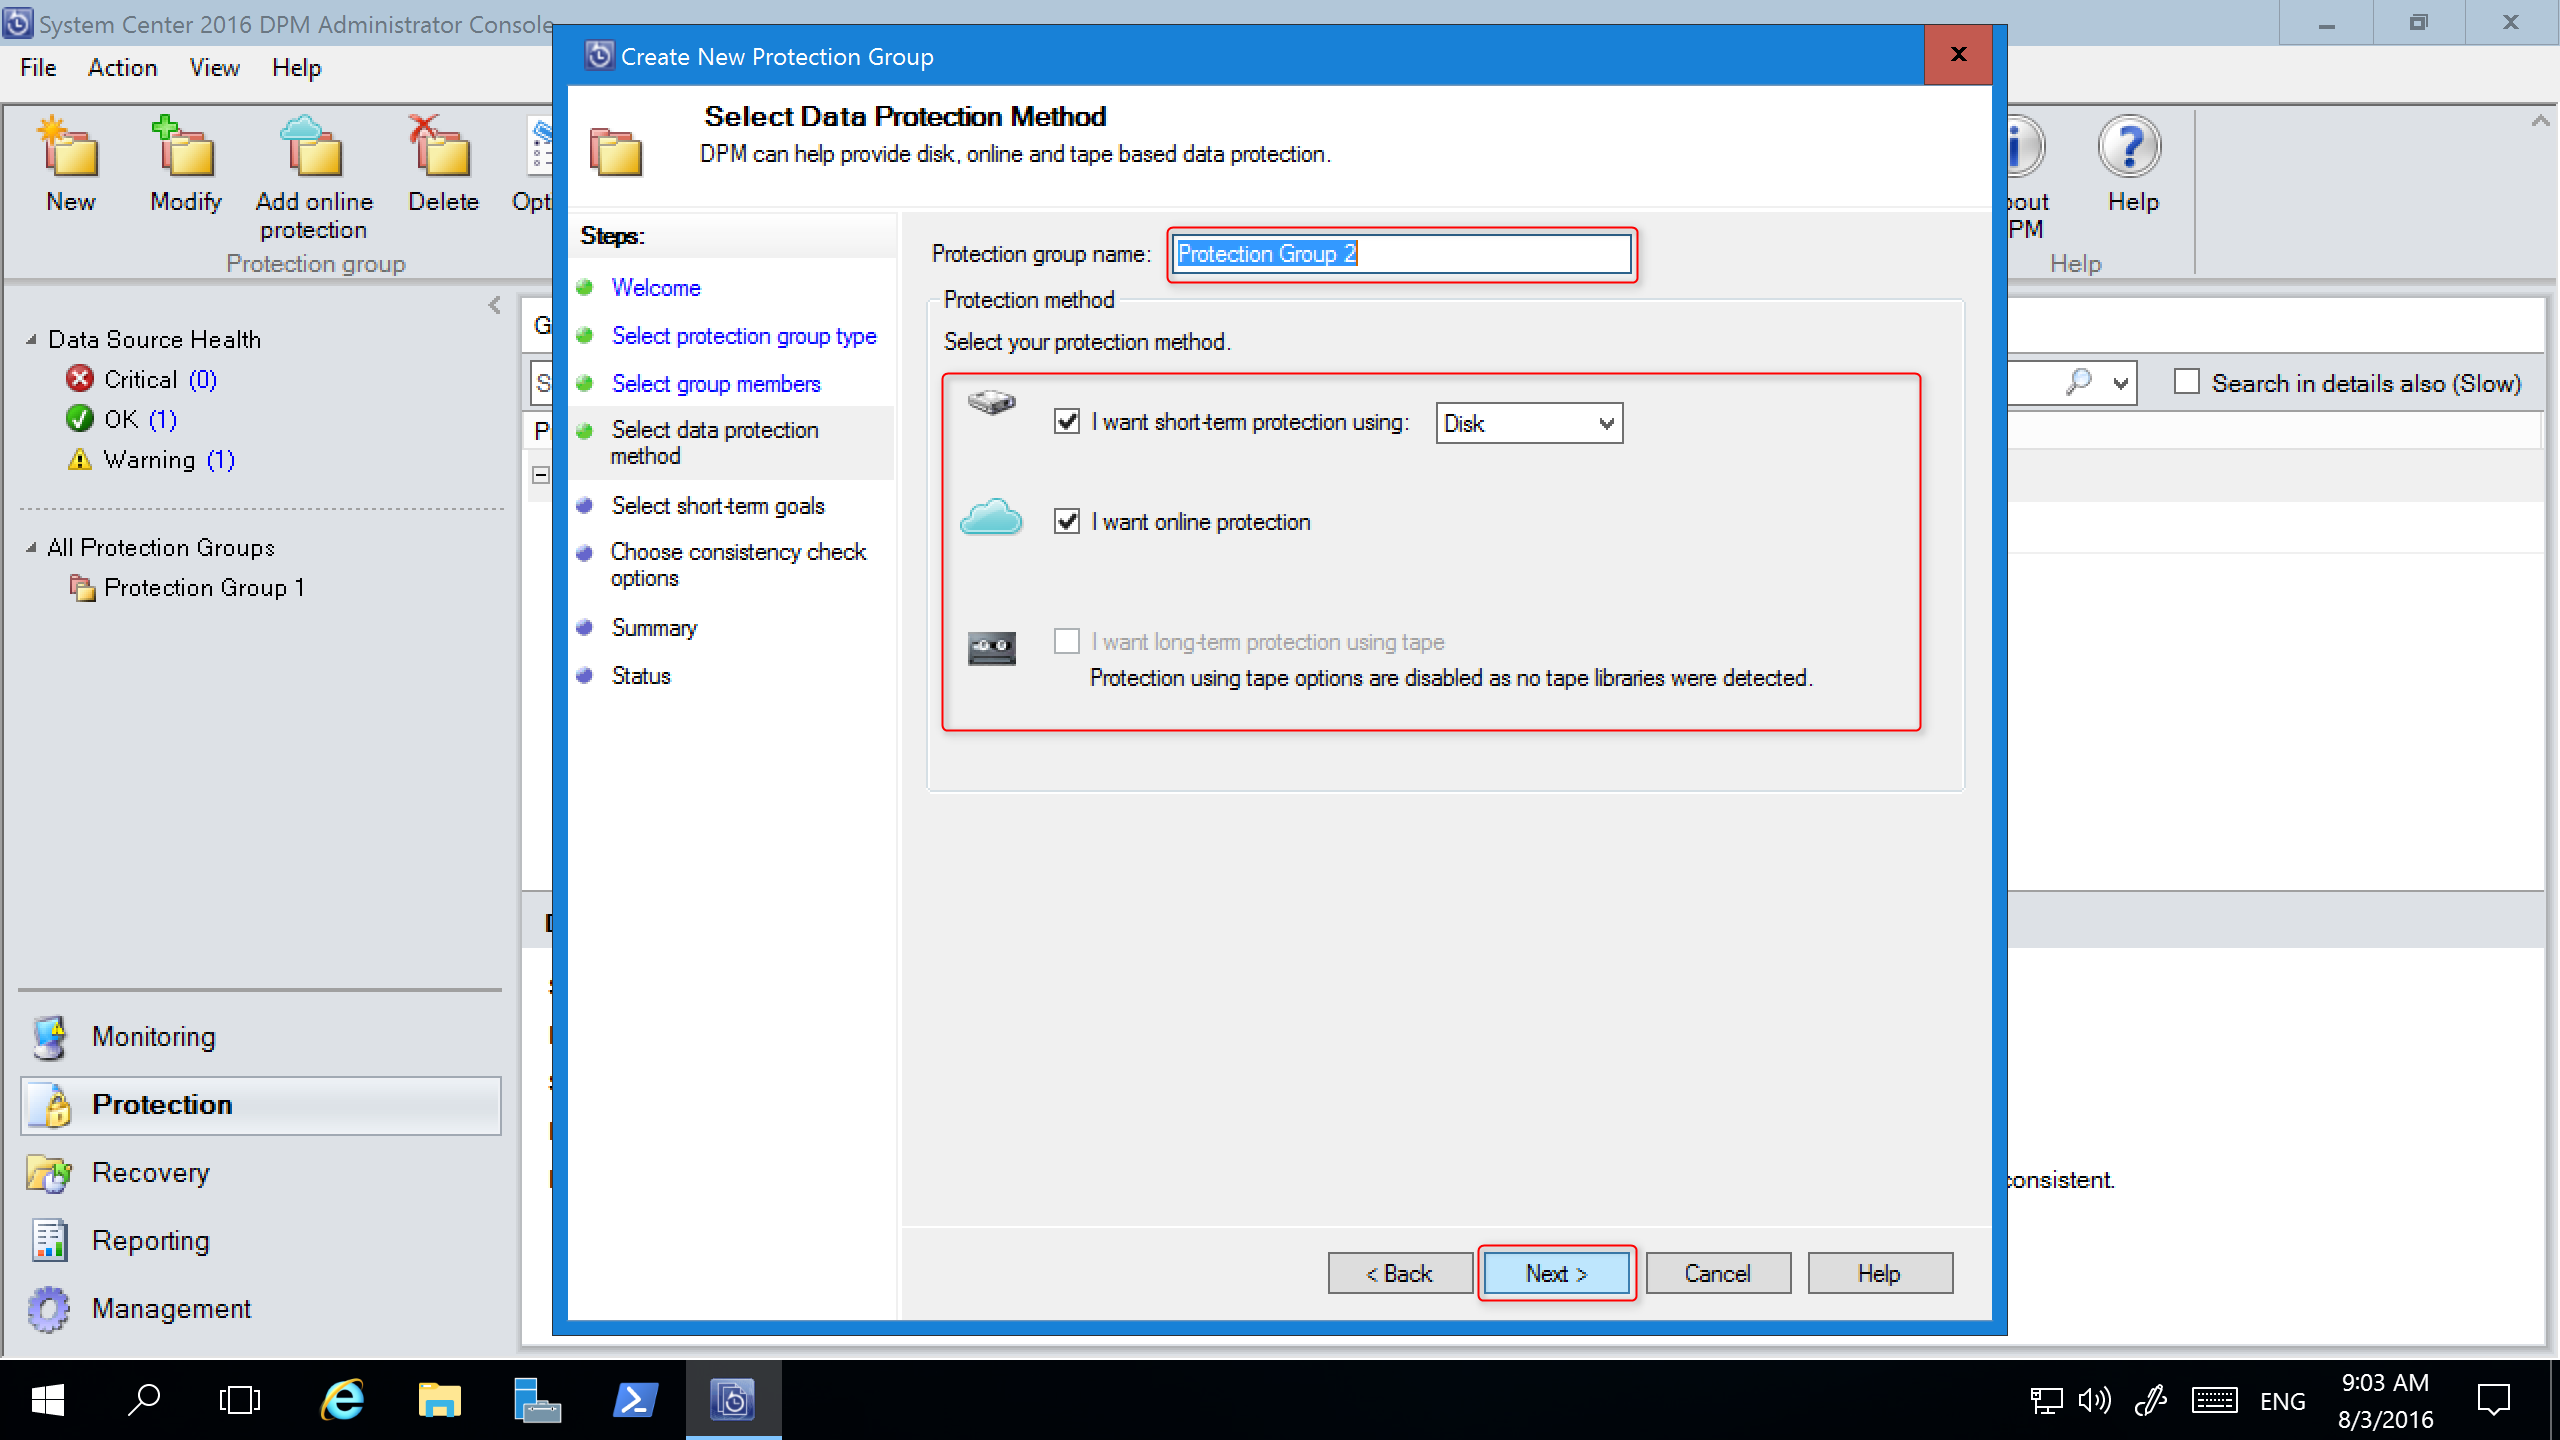 System Center 2016 DPM Administrator Console
File Action View Help
New
Modify
Add online
protection
Delete
Protection group
Help
Help
Data Source Health
Critical (0)
OK (1)
Warning (1)
All Protection Groups
Protection Group 1
Monitoring
Protection
Recovery
Reporting
Management
Create New Protection Group
x
Select Data Protection Method
DPM can help provide disk, online and tape based data protection.
Steps:
Welcome
Select protection group type
Select group members
Select data protection
method
Select short-term goals
Choose consistency check
options
Summary
Status
Protection group name: Protection Group 2
Protection method
Select your protection method.
I want short-term protection using: Disk
I want online protection
I want long-term protection using tape
Protection using tape options are disabled as no tape libraries were detected.
< Back
Next >
Cancel
Help
Search in details also (Slow)
consistent.
ENG
9:03 AM
8/3/2016